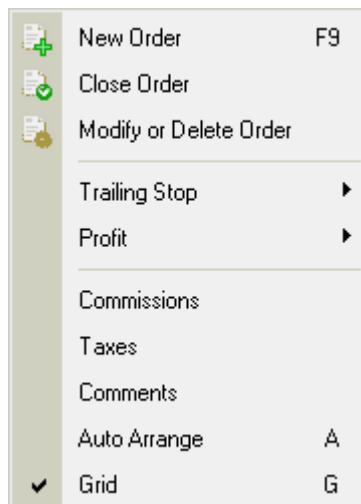 New Order F9
Close Order
Modify or Delete Order
Trailing Stop
Profit
Commissions
Taxes
Comments
Auto Arrange A
Grid G